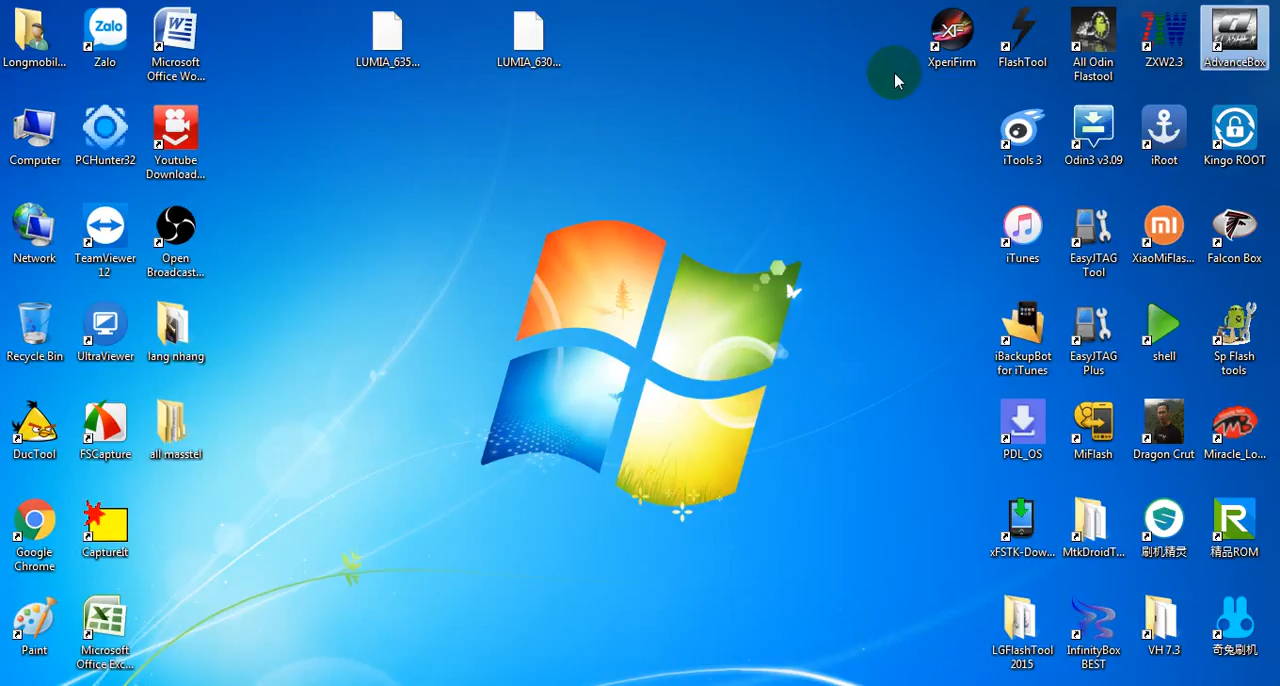 Longmobil...
Zalo
Zalo
Microsoft
Office Wo...
LUMIA_635...
LUMIA_630...
XF
XperiFirm
FlashTool
All Odin
Flastool
ZXW
ZXW2.3
AdvanceBox
Computer
PCHunter32
Youtube
Download...
iTools 3
Odin3 v3.09
iRoot
Kingo ROOT
Network
TeamViewer
12
Open
Broadcast...
iTunes
EasyJTAG
Tool
XiaoMiFlas...
Falcon Box
Recycle Bin
UltraViewer
lang nhang
iBackupBot
for iTunes
EasyJTAG
Plus
shell
Sp Flash
tools
DucTool
FSCapture
all masstel
PDL_OS
MiFlash
Dragon Crut
Miracle_Lo...
Google
Chrome
CaptureIt
xFSTK-Dow...
MtkDroidT...
刷机精灵
R
精品ROM
Paint
Microsoft
Office Exc...
LGFlashTool
2015
InfinityBox
BEST
VH 7.3
奇兔刷机